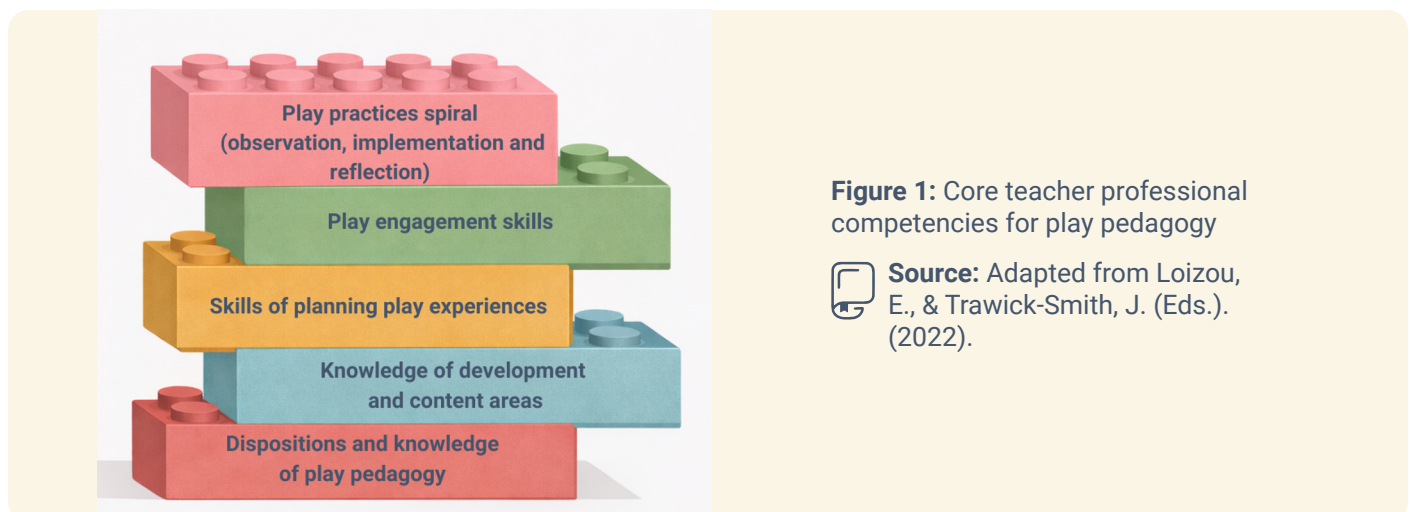 Play practices spiral
(observation, implementation and
reflection)
Play engagement skills
Skills of planning play experiences
Knowledge of development
and content areas
Dispositions and knowledge
of play pedagogy
Figure 1: Core teacher professional
competencies for play pedagogy
Source: Adapted from Loizou,
E., & Trawick-Smith, J. (Eds.).
(2022).